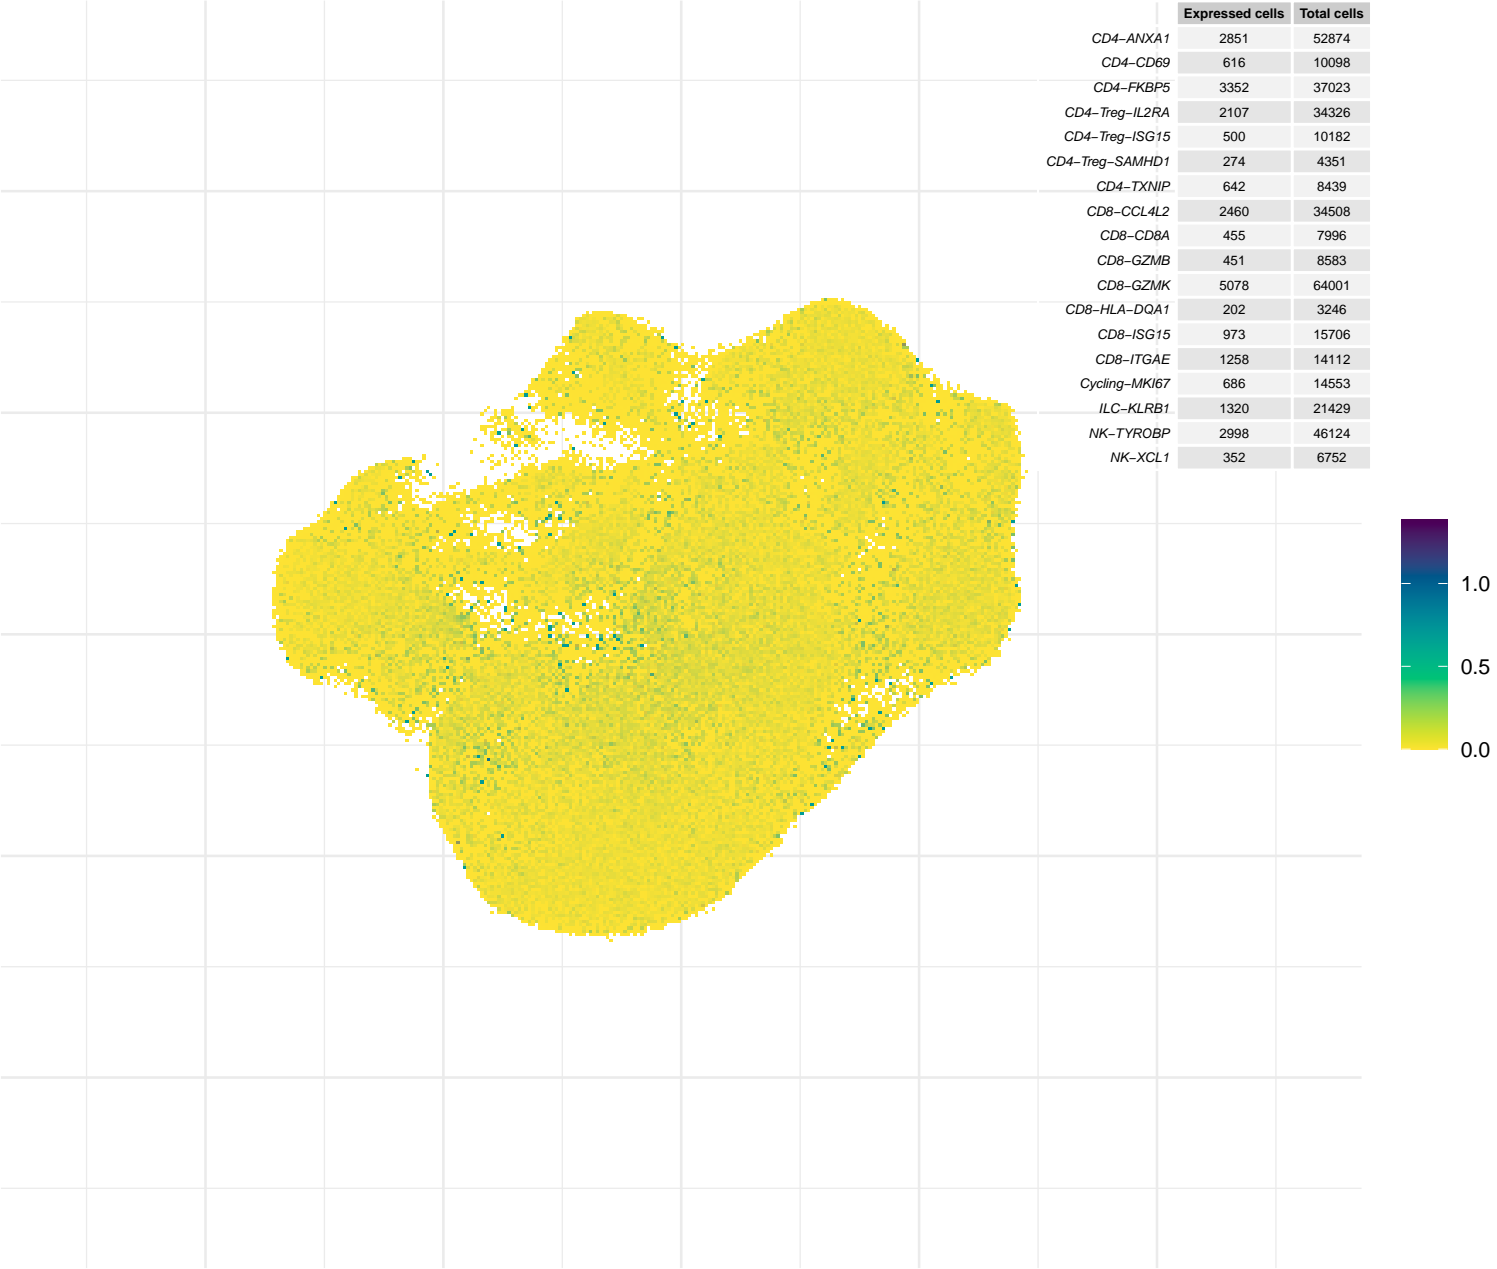 Expressed cells Total cells
CD4−ANXA1 2851 52874
CD4−CD69 616 10098
CD4−FKBP5 3352 37023
CD4−Treg−IL2RA 2107 34326
CD4−Treg−ISG15 500 10182
CD4−Treg−SAMHD1 274 4351
CD4−TXNIP 642 8439
CD8−CCL4L2 2460 34508
CD8−CD8A 455 7996
CD8−GZMB 451 8583
CD8−GZMK 5078 64001
CD8−HLA−DQA1 202 3246
CD8−ISG15 973 15706
CD8−ITGAE 1258 14112
Cycling−MKI67 686 14553
ILC−KLRB1 1320 21429
NK−TYROBP 2998 46124
NK−XCL1 352 6752
1.0
0.5
0.0